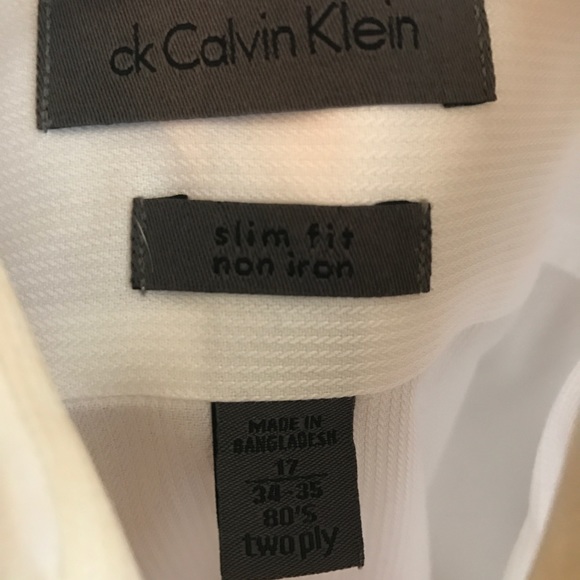 ck Calvin Klein
slim fit
non iron
MADE IN
BANGLADESH
17
34-35
80'S
two ply